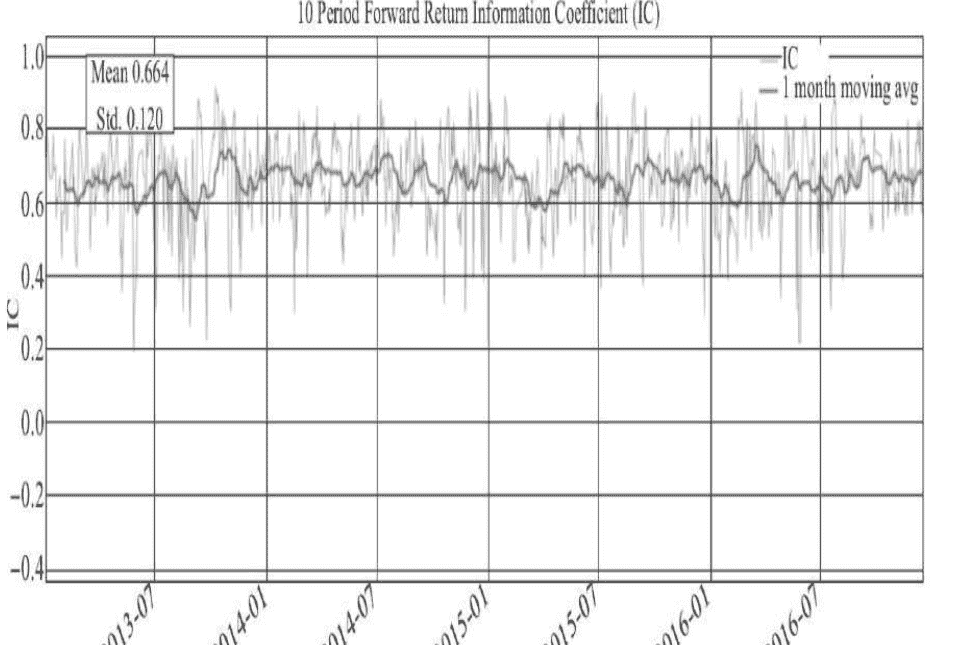 10 Period Forward Return Information Coefficient (IC)
1.0
0.8
0.6
0.4
0.2
0.0
−0.2
−0.4
IC
Mean 0.664
Std. 0.120
IC
1 month moving avg
2013-07
2014-01
2014-07
2015-01
2015-07
2016-01
2016-07